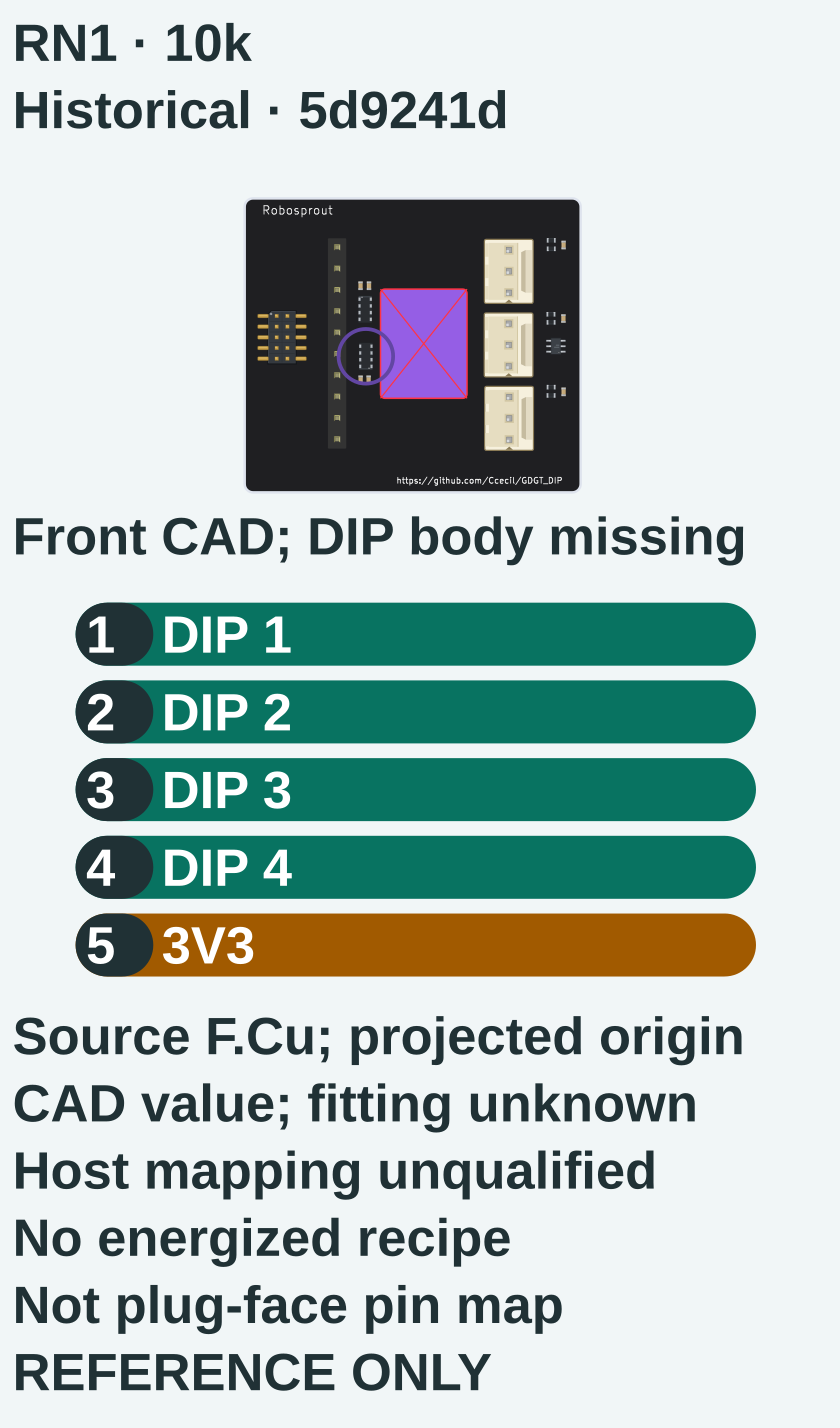 RN1 · 10k
Historical · 5d9241d
Robosprout
https://github.com/Ccecil/GDGT_DIP
Front CAD; DIP body missing
1 DIP 1
2 DIP 2
3 DIP 3
4 DIP 4
5 3V3
Source F.Cu; projected origin
CAD value; fitting unknown
Host mapping unqualified
No energized recipe
Not plug-face pin map
REFERENCE ONLY